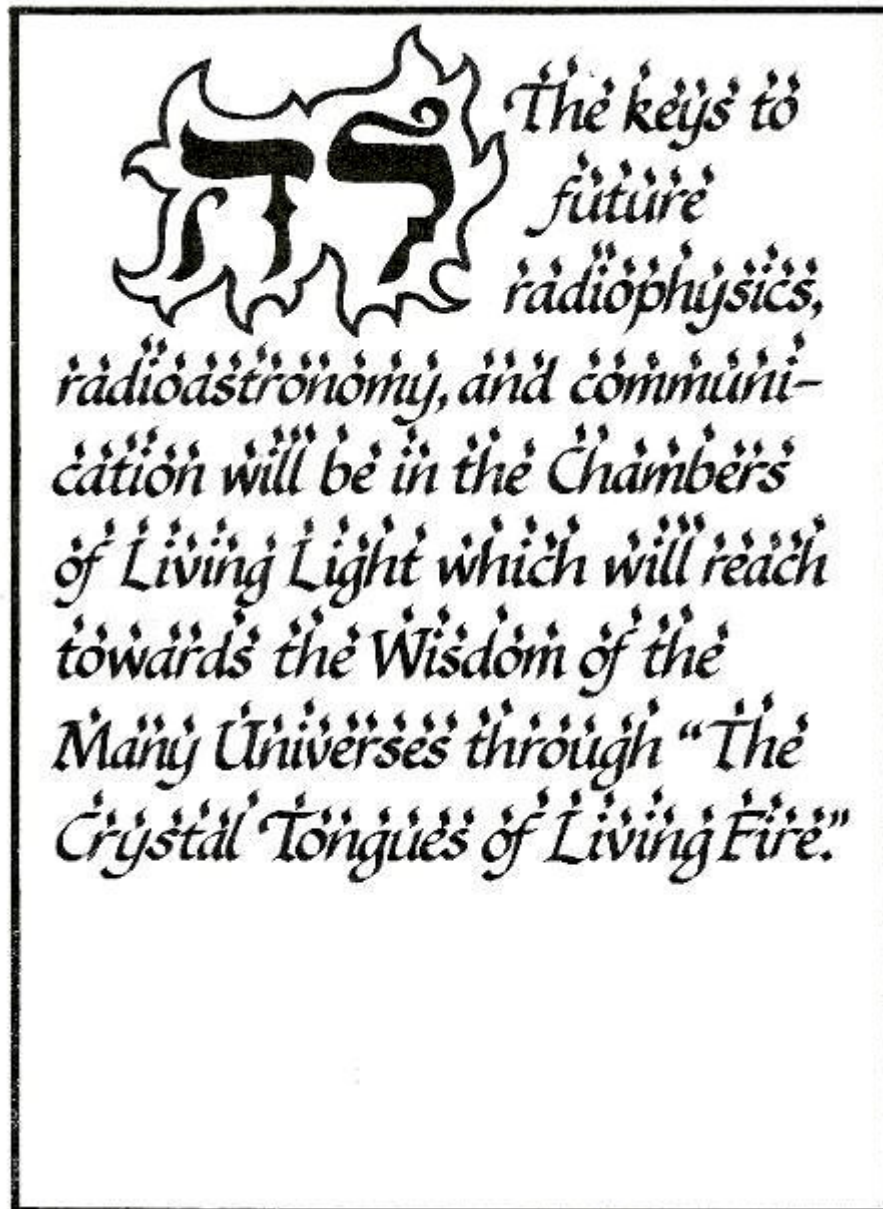 לה
The keys to
future
radiophysics,
radioastronomy, and communi-
cation will be in the Chambers
of Living Light which will reach
towards the Wisdom of the
Many Universes through “The
Crystal Tongues of Living Fire.”